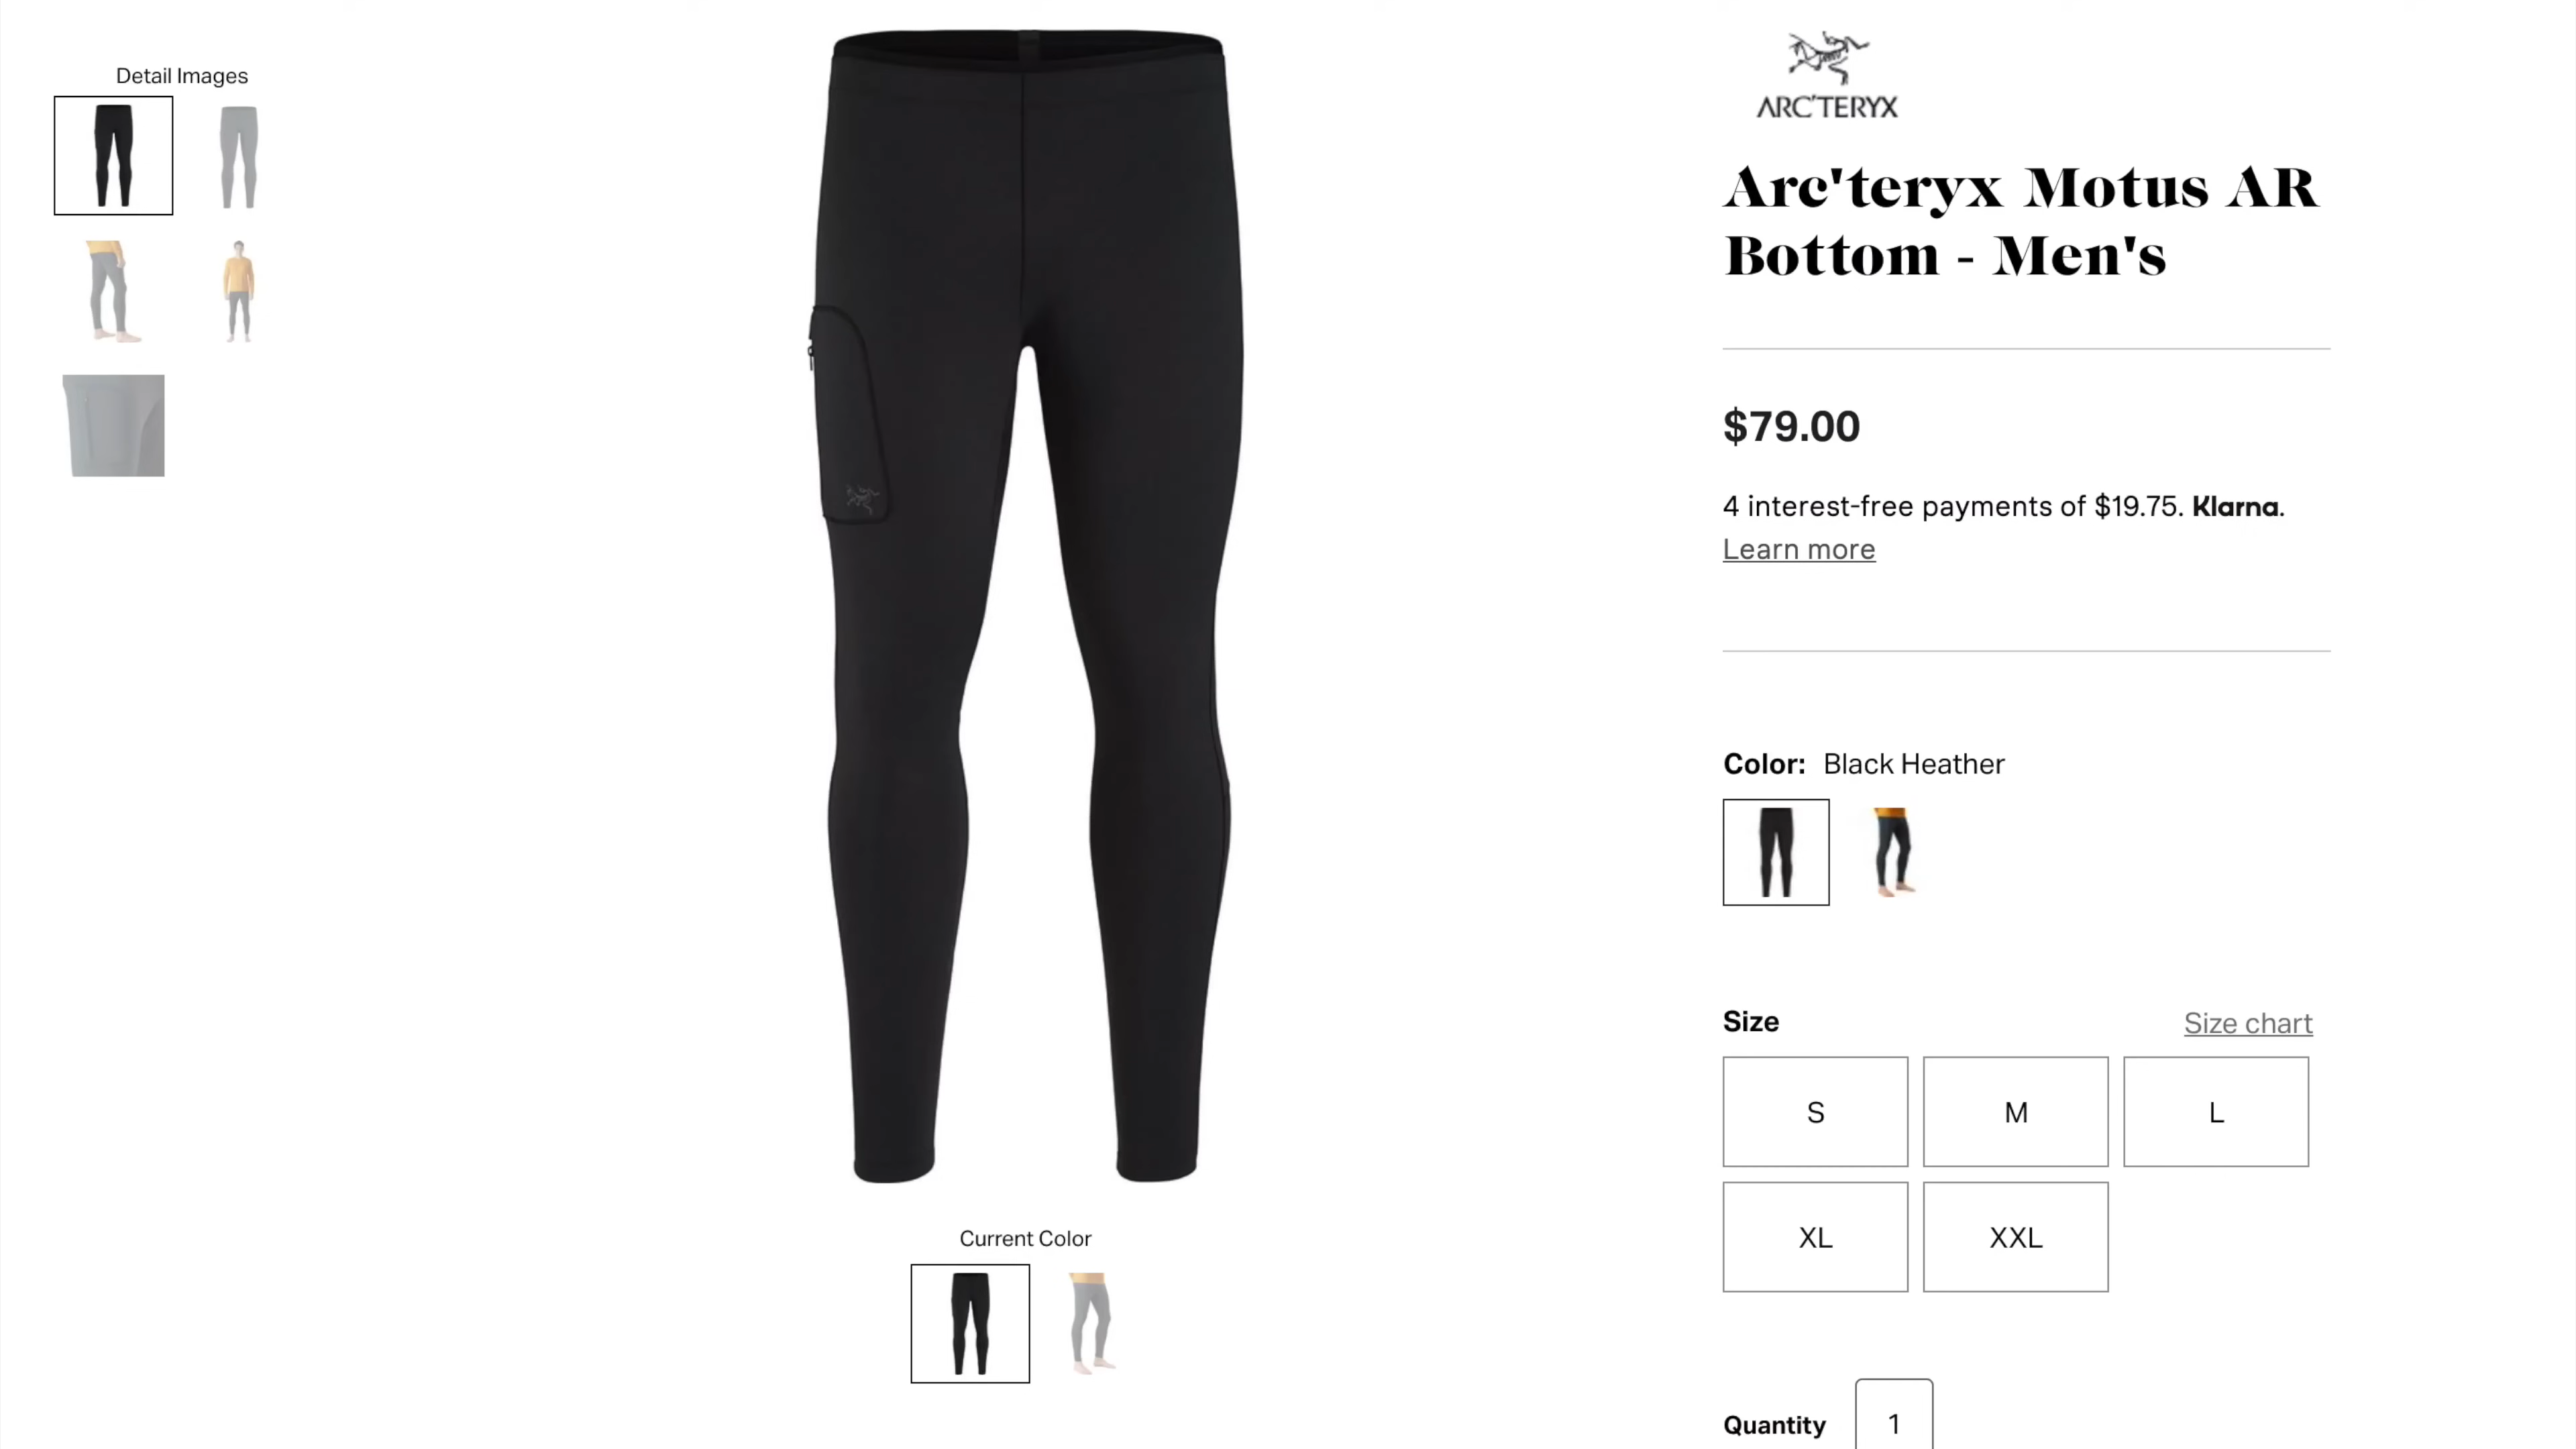 Detail Images
ARC'TERYX
Arc'teryx Motus AR
Bottom - Men's
$79.00
4 interest-free payments of $19.75. Klarna.
Learn more
Color: Black Heather
Size
Size chart
S
M
L
XL
XXL
Current Color
Quantity
1